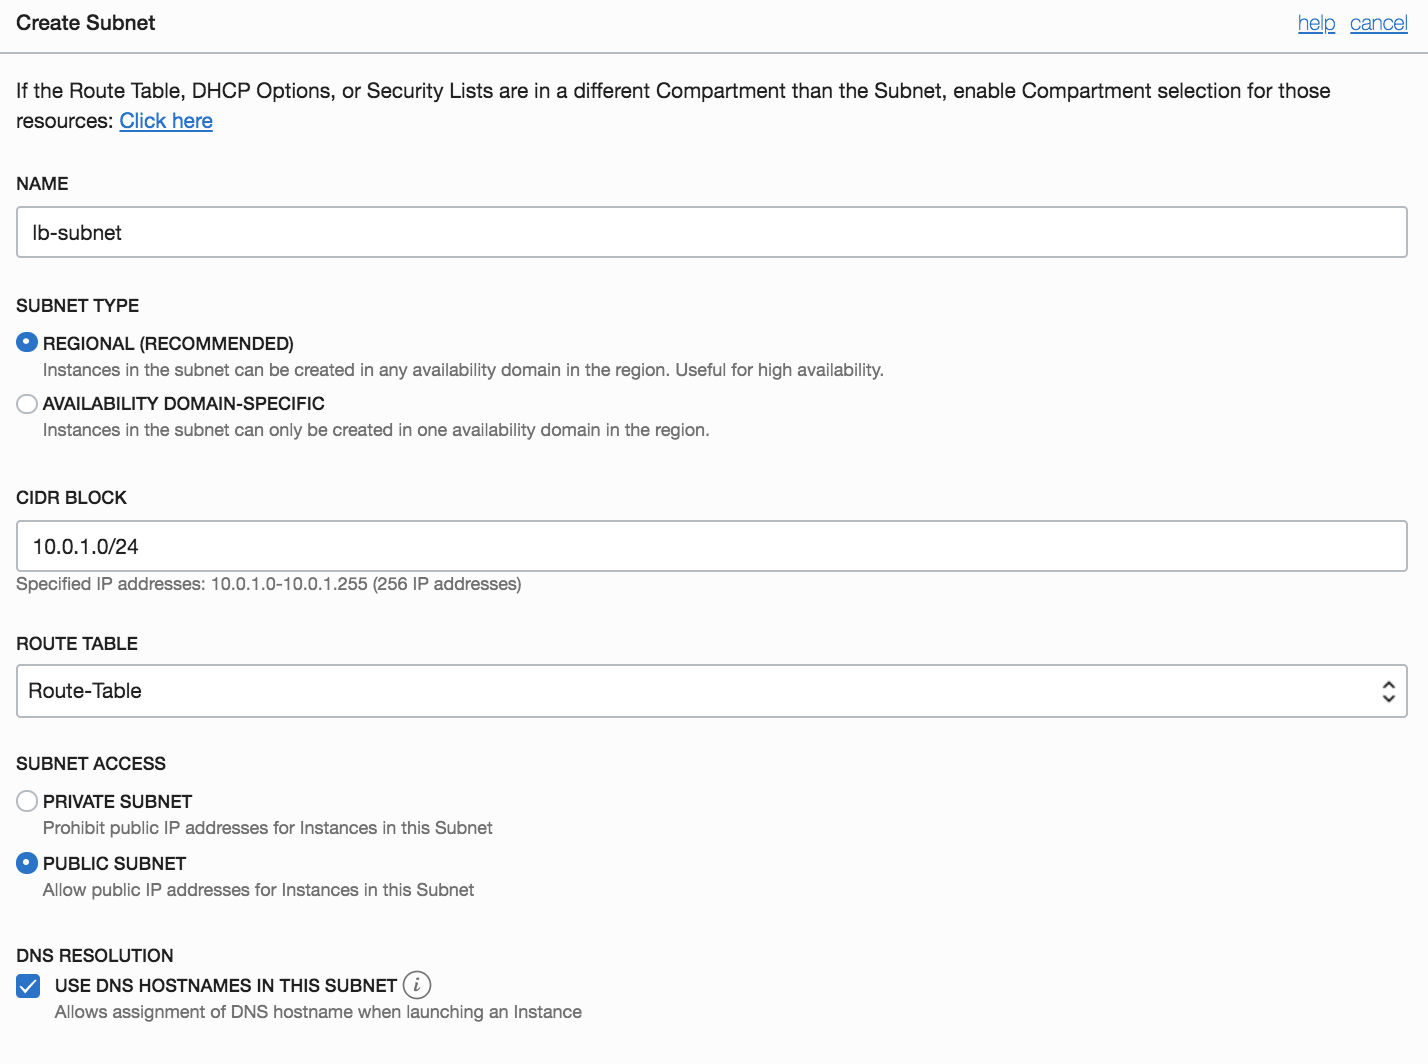 Create Subnet help cancel
If the Route Table, DHCP Options, or Security Lists are in a different Compartment than the Subnet, enable Compartment selection for those
resources: Click here
NAME
lb-subnet
SUBNET TYPE
REGIONAL (RECOMMENDED)
Instances in the subnet can be created in any availability domain in the region. Useful for high availability.
AVAILABILITY DOMAIN-SPECIFIC
Instances in the subnet can only be created in one availability domain in the region.
CIDR BLOCK
10.0.1.0/24
Specified IP addresses: 10.0.1.0-10.0.1.255 (256 IP addresses)
ROUTE TABLE
Route-Table
SUBNET ACCESS
PRIVATE SUBNET
Prohibit public IP addresses for Instances in this Subnet
PUBLIC SUBNET
Allow public IP addresses for Instances in this Subnet
DNS RESOLUTION
USE DNS HOSTNAMES IN THIS SUBNET i
Allows assignment of DNS hostname when launching an Instance